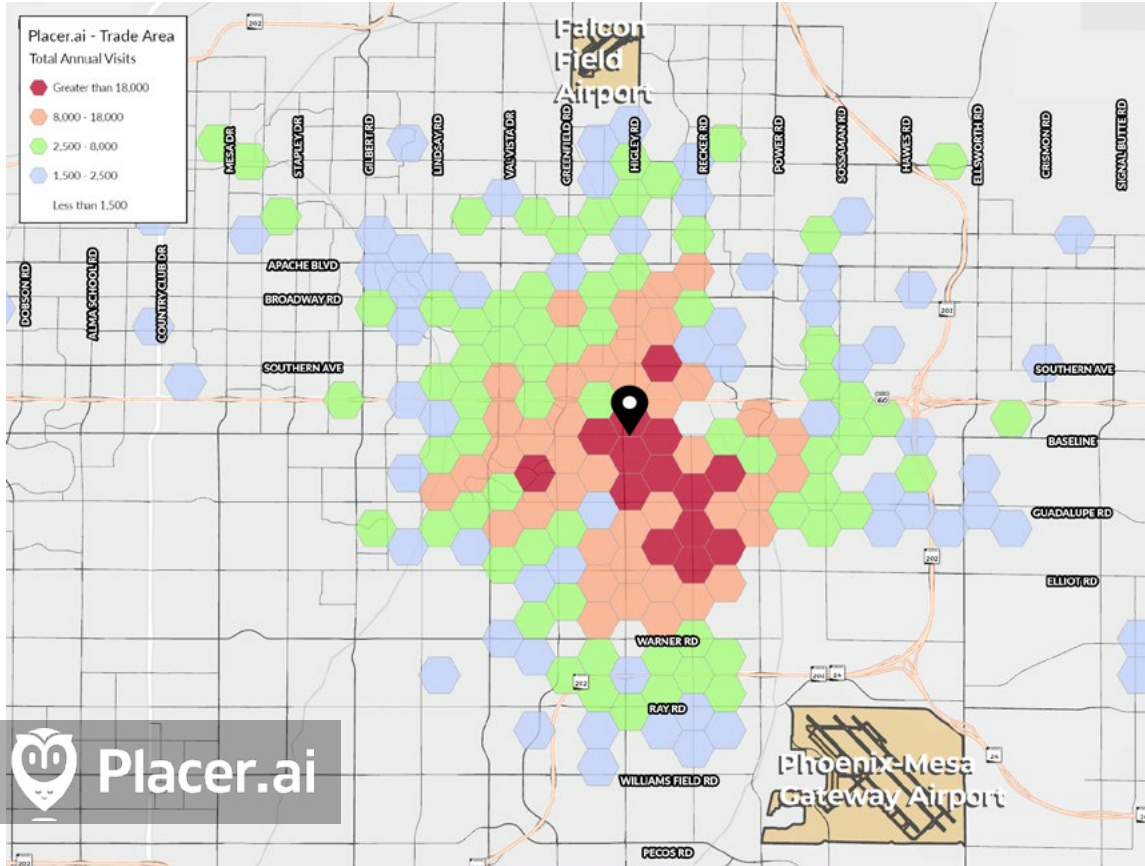 Placer.ai - Trade Area
Total Annual Visits
Greater than 18,000
8,000 - 18,000
2,500 - 8,000
1,500 - 2,500
Less than 1,500
202
Falcon
Field
Airport
MESA DR
STAPLEY DR
GILBERT RD
LINDSAY RD
VAL VISTA DR
GREENFIELD RD
HIGLEY RD
RECKER RD
POWER RD
SOSSAMAN RD
HAWES RD
ELLSWORTH RD
CRISMON RD
SIGNAL BUTTE RD
DOBSON RD
ALMA SCHOOL RD
COUNTRY CLUB DR
APACHE BLVD
BROADWAY RD
202
SOUTHERN AVE
SOUTHERN AVE
60
BASELINE
GUADALUPE RD
202
ELLIOT RD
WARNER RD
202
202
24
RAY RD
Placer.ai
WILLIAMS FIELD RD
Phoenix-Mesa
Gateway Airport
24
PECOS RD
202